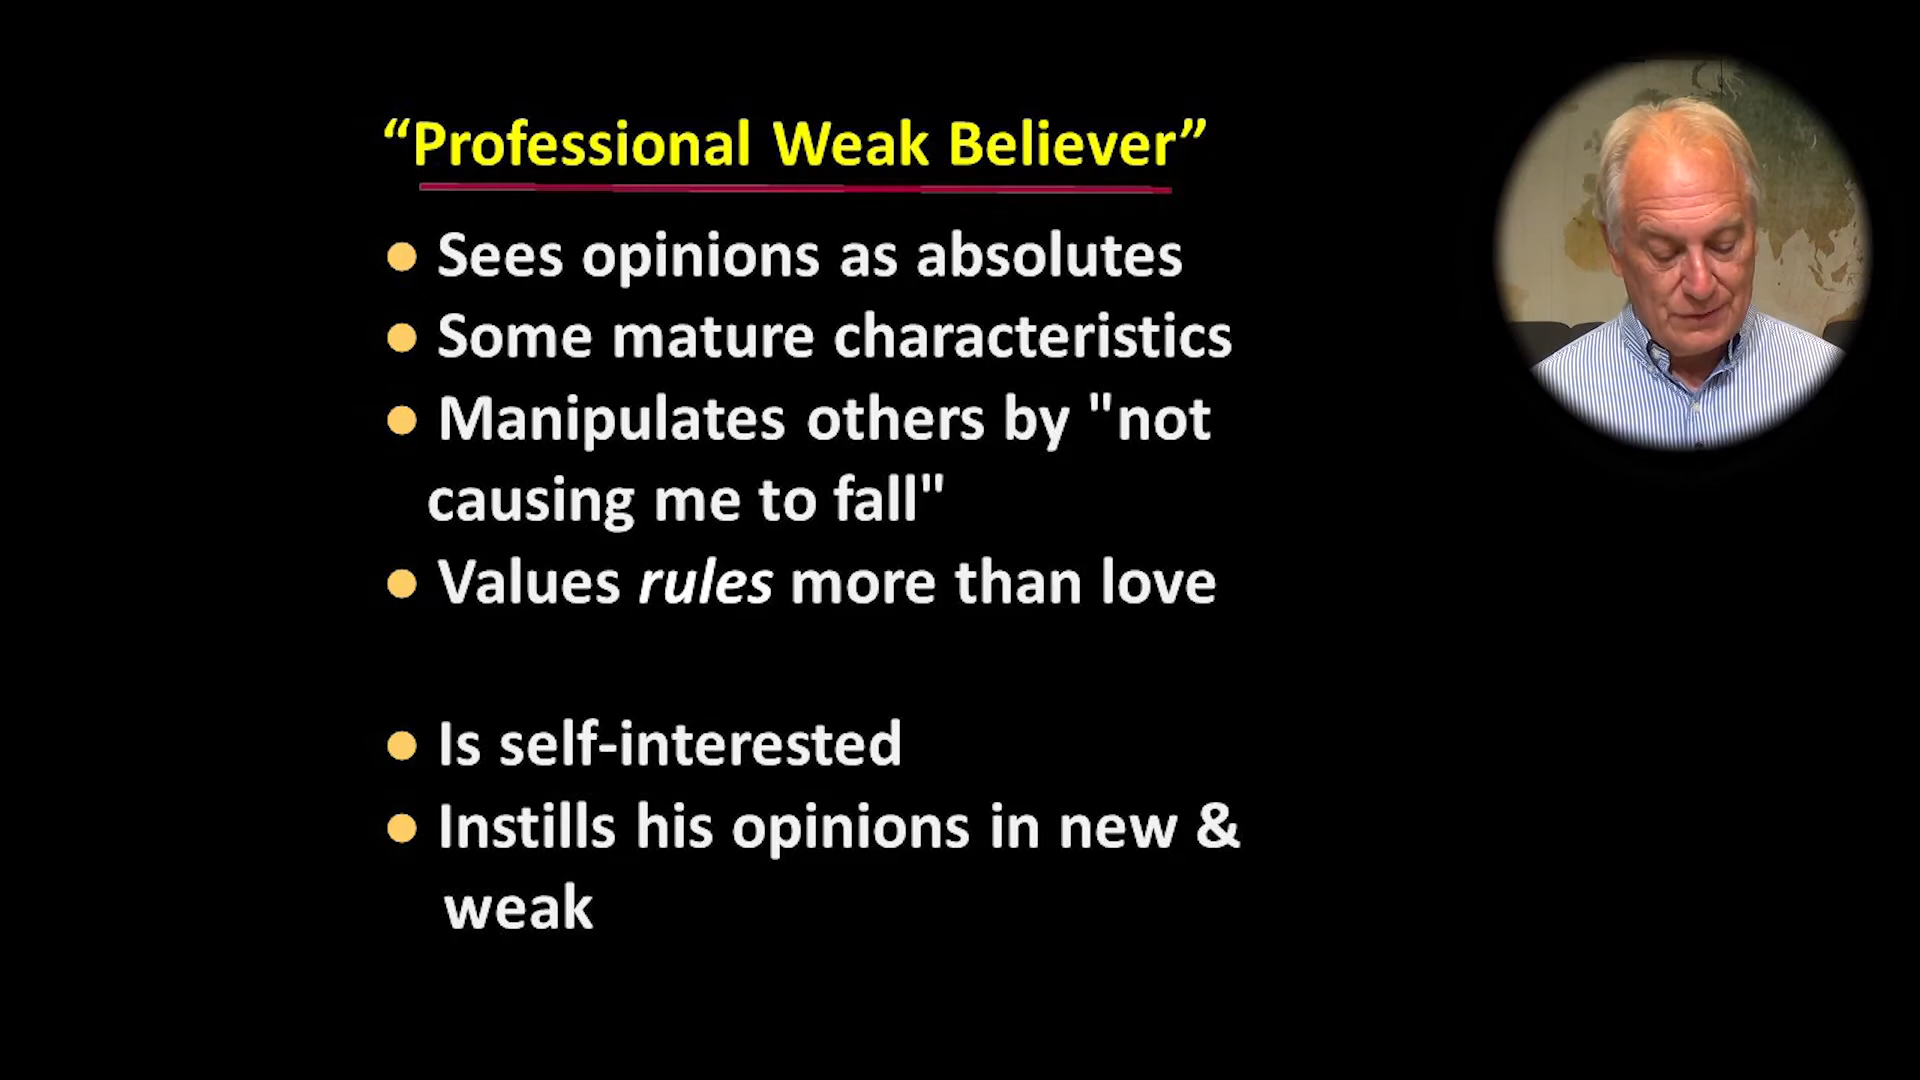 “Professional Weak Believer”
● Sees opinions as absolutes
● Some mature characteristics
● Manipulates others by "not
causing me to fall"
● Values rules more than love
● Is self-interested
● Instills his opinions in new &
weak